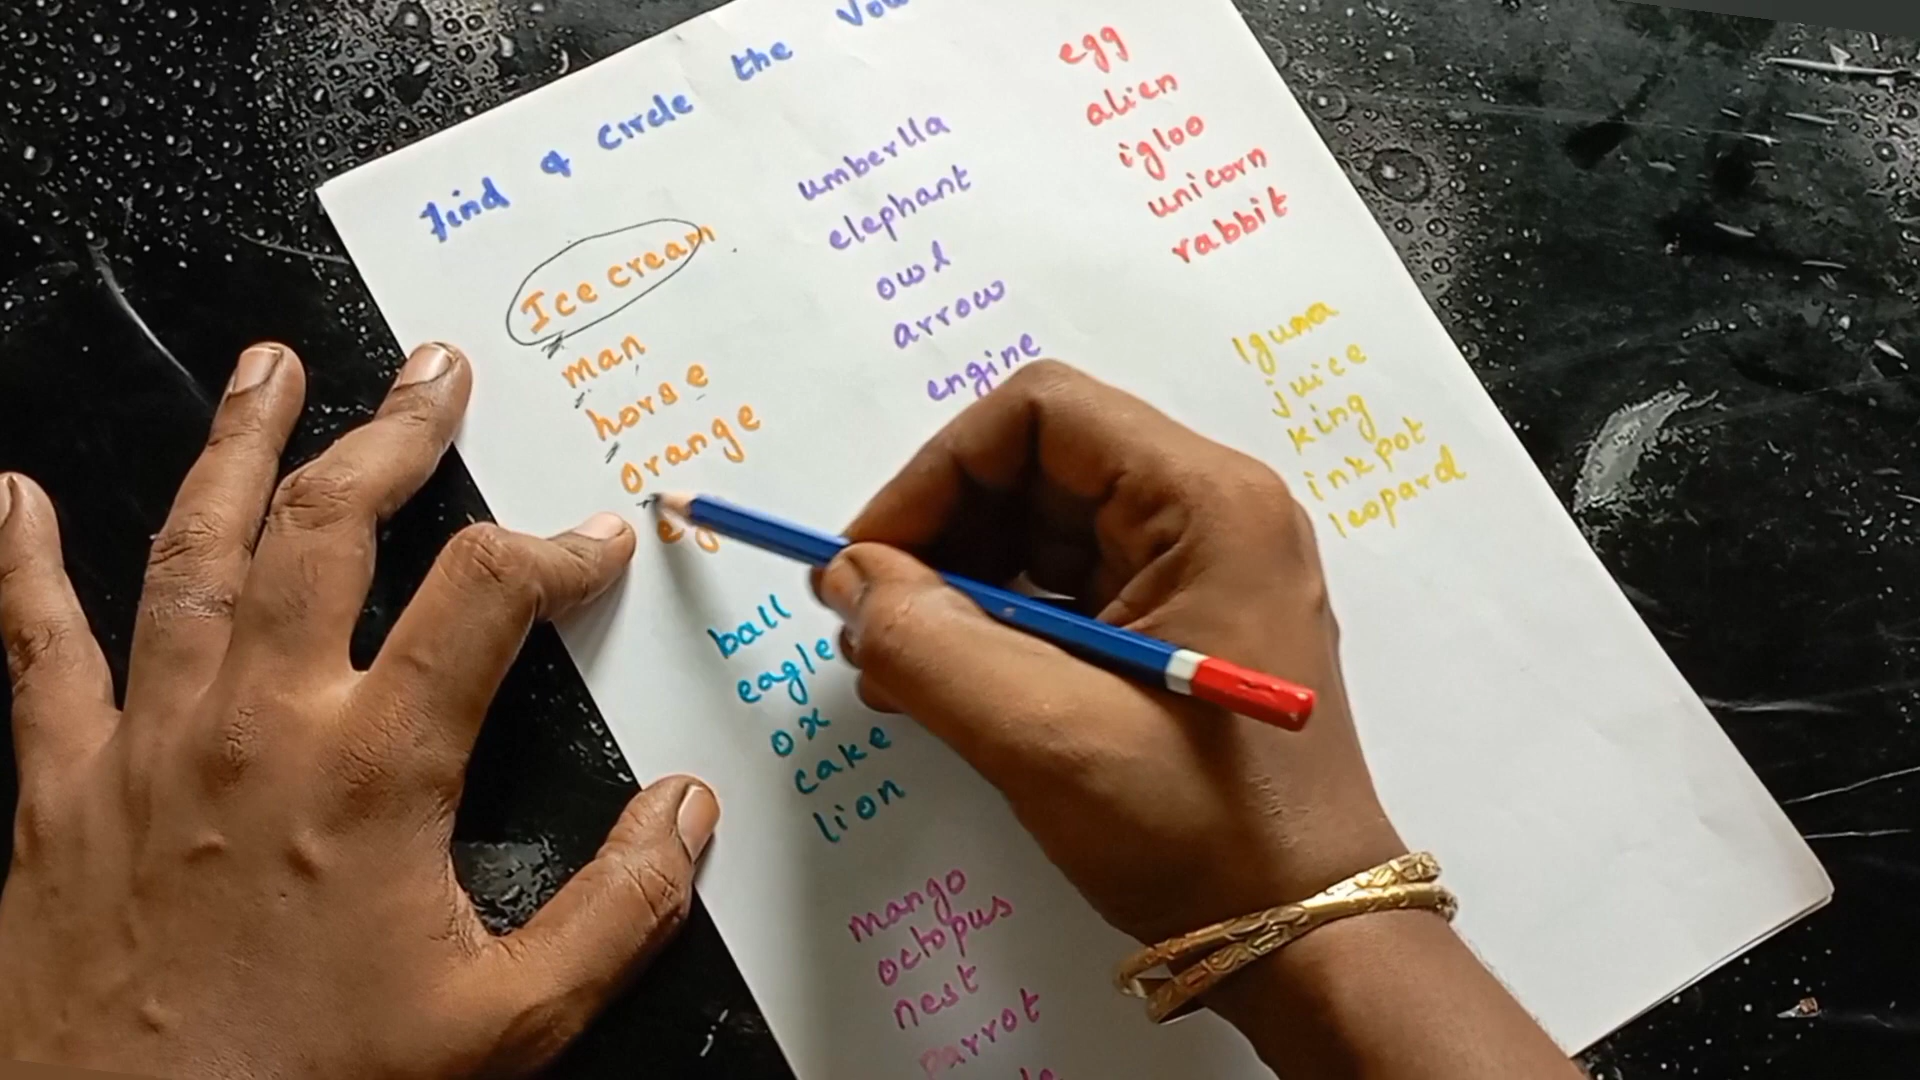 Find & circle the
Ice cream
man
horse
orange
umberlla
elephant
owl
arrow
engine
egg
alien
igloo
unicorn
rabbit
Iguna
juice
king
inkpot
leopard
ball
eagle
ox
cake
lion
mango
octopus
nest
parrot